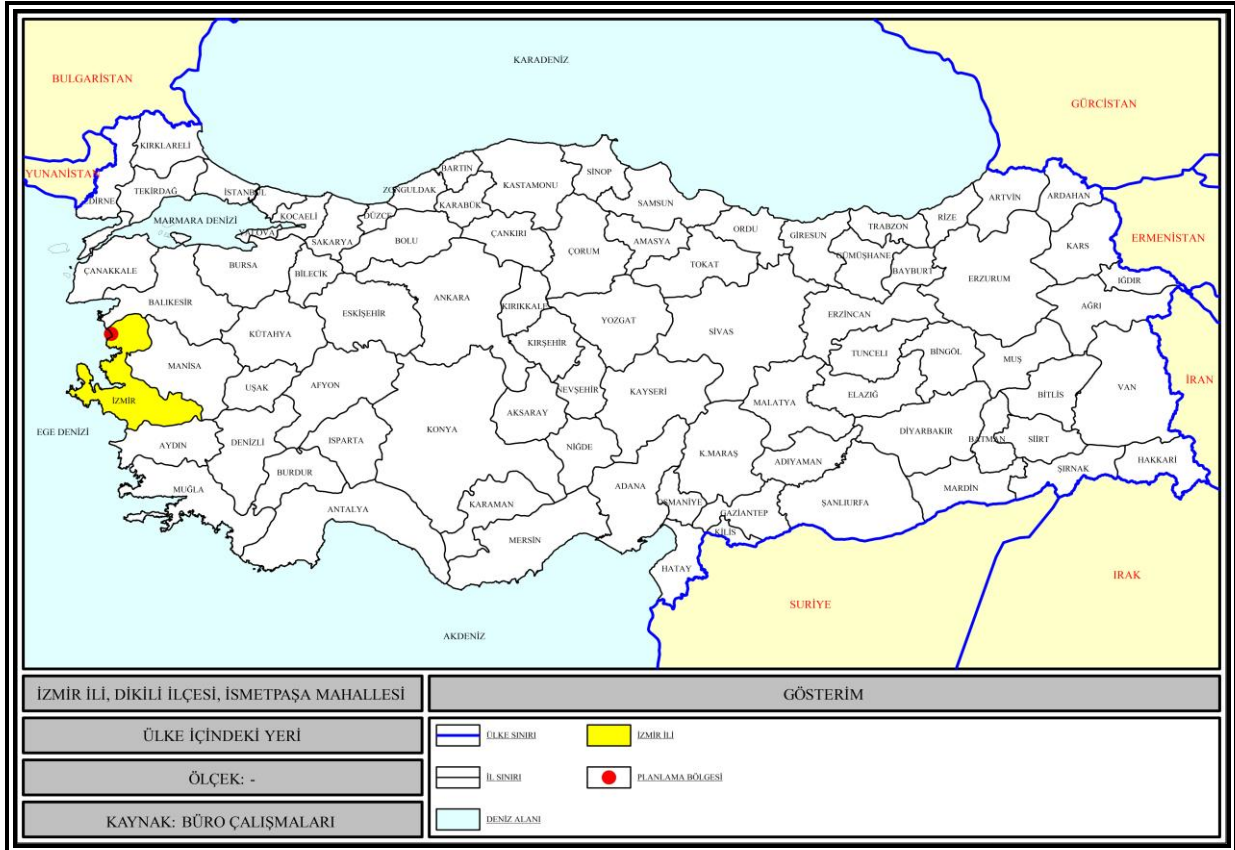 KARADENİZ
BULGARİSTAN
GÜRCİSTAN
KIRKLARELİ
YUNANİSTAN
EDİRNE
TEKİRDAĞ
İSTANBUL
MARMARA DENİZİ
KOCAELİ
YALOVA
SAKARYA
DÜZCE
ZONGULDAK
BARTIN
KARABÜK
KASTAMONU
SİNOP
SAMSUN
ORDU
GİRESUN
TRABZON
RİZE
ARTVİN
ARDAHAN
KARS
ERMENİSTAN
IĞDIR
ÇANAKKALE
BURSA
BİLECİK
BOLU
ÇANKIRI
ÇORUM
AMASYA
TOKAT
GÜMÜŞHANE
BAYBURT
ERZURUM
AĞRI
BALIKESİR
KÜTAHYA
ESKİŞEHİR
ANKARA
KIRIKKALE
KIRŞEHİR
YOZGAT
SİVAS
ERZİNCAN
TUNCELİ
BİNGÖL
MUŞ
BİTLİS
VAN
İRAN
MANİSA
UŞAK
AFYON
KONYA
AKSARAY
NEVŞEHİR
KAYSERİ
MALATYA
ELAZIĞ
DİYARBAKIR
BATMAN
SİİRT
ŞIRNAK
HAKKARİ
İZMİR
EGE DENİZİ
AYDIN
DENİZLİ
ISPARTA
BURDUR
MUĞLA
ANTALYA
KARAMAN
MERSİN
NİĞDE
ADANA
OSMANİYE
K.MARAŞ
ADIYAMAN
GAZİANTEP
KİLİS
ŞANLIURFA
MARDİN
HATAY
SURİYE
IRAK
AKDENİZ
İZMİR İLİ, DİKİLİ İLÇESİ, İSMETPAŞA MAHALLESİ
ÜLKE İÇİNDEKİ YERİ
ÖLÇEK: -
KAYNAK: BÜRO ÇALIŞMALARI
GÖSTERİM
ÜLKE SINIRI
İZMİR İLİ
İL SINIRI
PLANLAMA BÖLGESİ
DENİZ ALANI